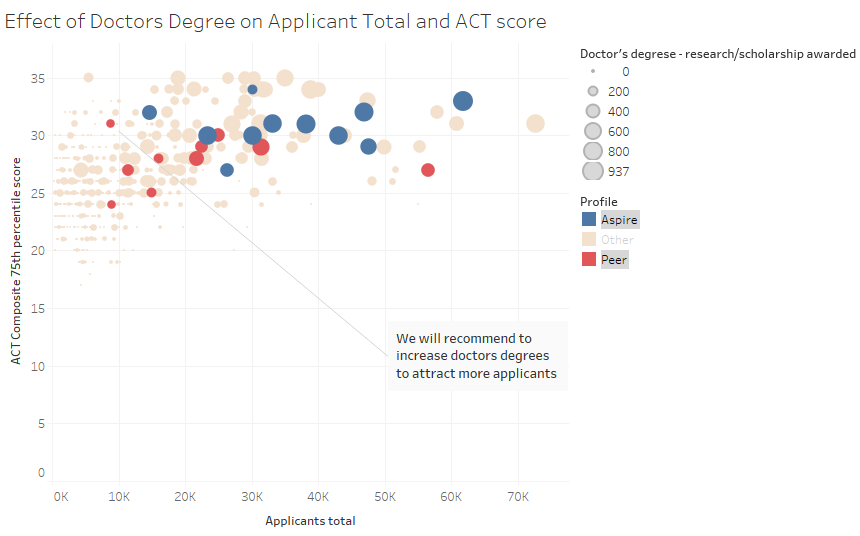 Effect of Doctors Degree on Applicant Total and ACT score
Doctor's degrese - research/scholarship awarded
0
200
400
600
800
937
Profile
Aspire
Other
Peer
ACT Composite 75th percentile score
35
30
25
20
15
10
5
0
We will recommend to
increase doctors degrees
to attract more applicants
0K 10K 20K 30K 40K 50K 60K 70K
Applicants total